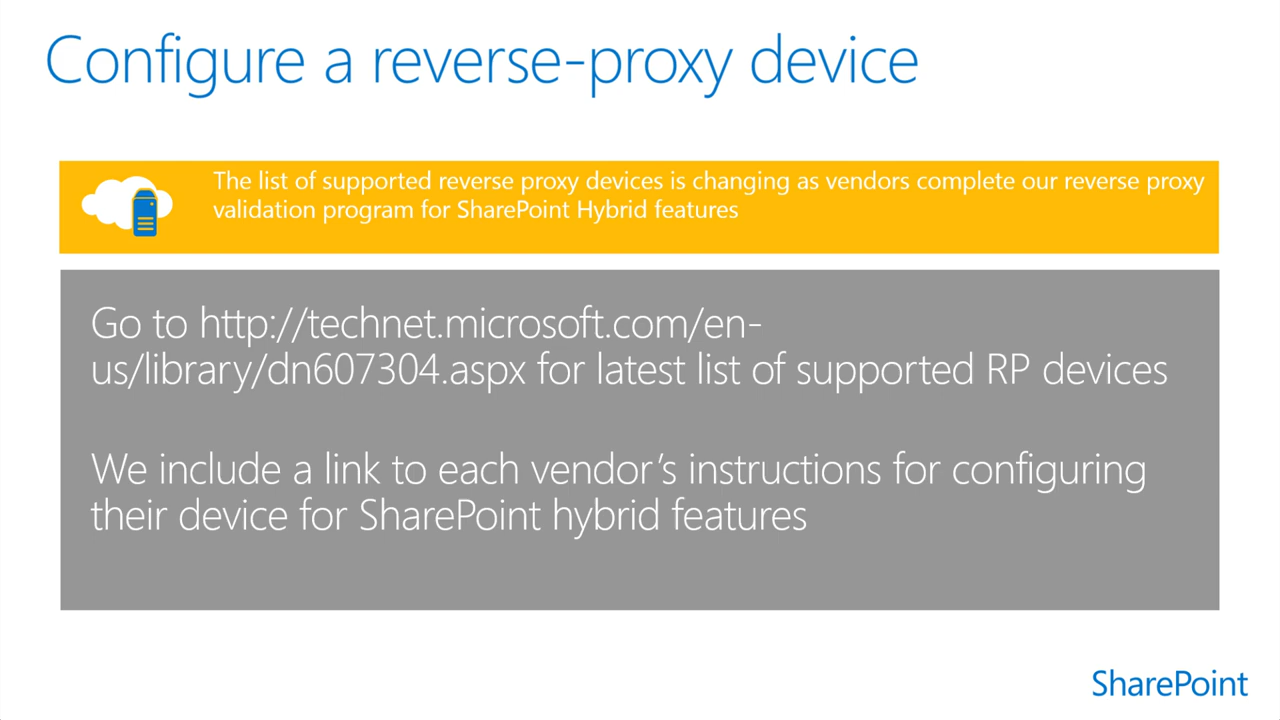 Configure a reverse-proxy device
The list of supported reverse proxy devices is changing as vendors complete our reverse proxy
validation program for SharePoint Hybrid features
Go to http://technet.microsoft.com/en-
us/library/dn607304.aspx for latest list of supported RP devices
We include a link to each vendor’s instructions for configuring
their device for SharePoint hybrid features
SharePoint